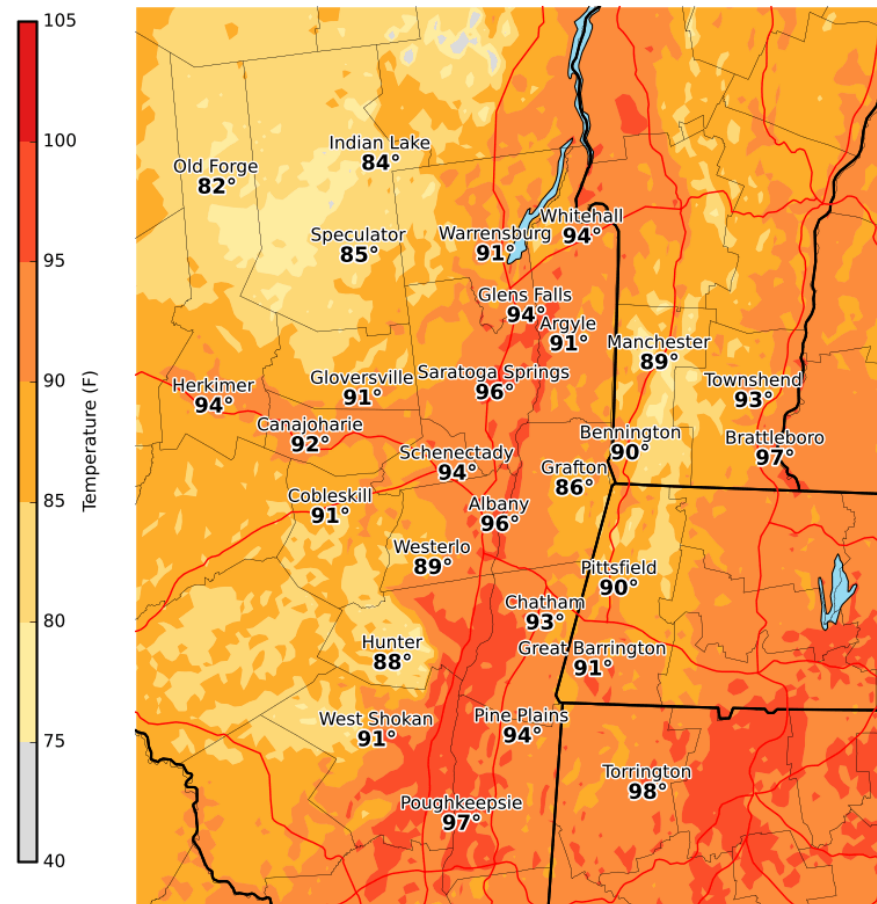 105
100
95
90
85
80
75
40
Temperature (F)
Indian Lake
84°
Old Forge
82°
Whitehall
94°
Speculator
85°
Warrensburg
91°
Glens Falls
94°
Argyle
91°
Manchester
89°
Saratoga Springs
96°
Gloversville
91°
Herkimer
94°
Townshend
93°
Canajoharie
92°
Bennington
90°
Brattleboro
97°
Schenectady
94°
Grafton
86°
Cobleskill
91°
Albany
96°
Westerlo
89°
Pittsfield
90°
Chatham
93°
Hunter
88°
Great Barrington
91°
West Shokan
91°
Pine Plains
94°
Torrington
98°
Poughkeepsie
97°